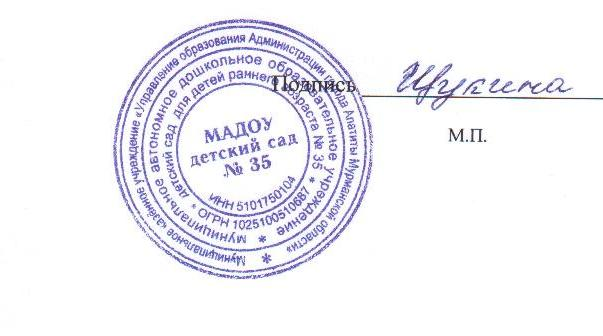 Муниципальное казённое учреждение «Управление образования Администрации города Апатиты Мурманской области»
муниципальное автономное дошкольное образовательное учреждение
детский сад для детей раннего возраста № 35
* ОГРН 1025100510687 *
ИНН 5101750104
МАДОУ
детский сад
№ 35
Подпись Щукина
М.П.